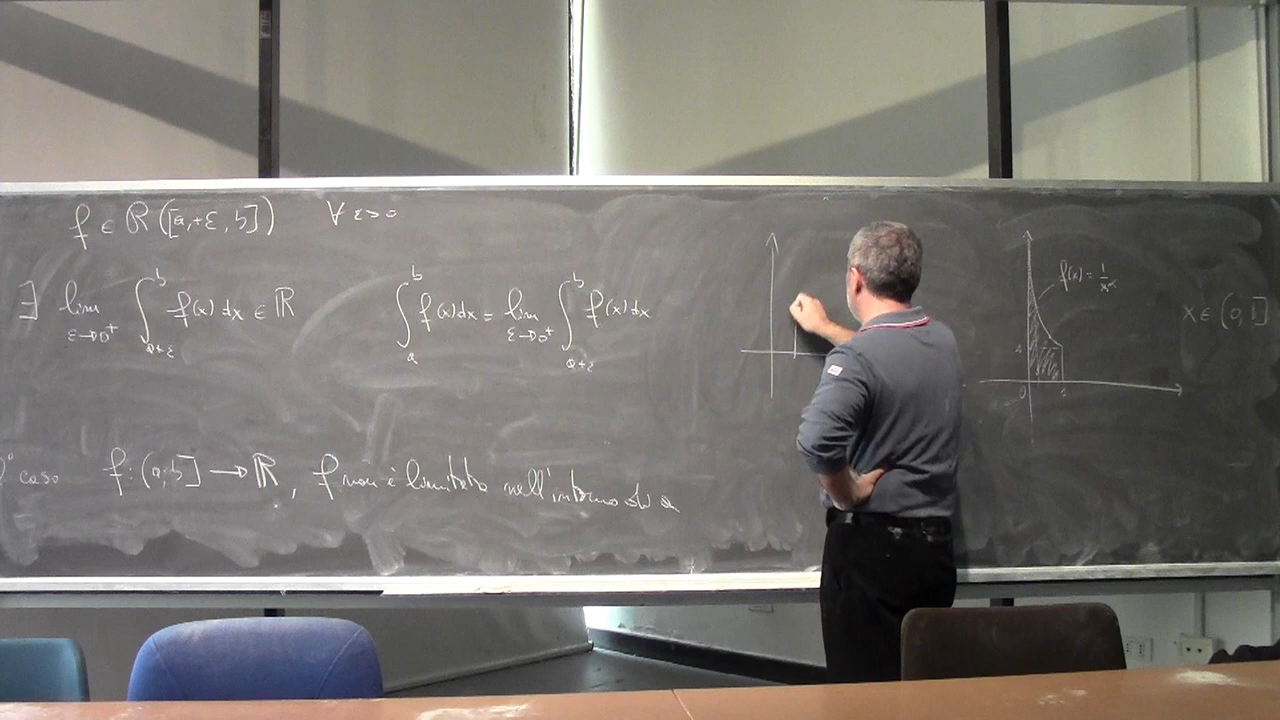 f ∈ R ([a,+ε, b]) ∀ ε>0
∃ lim ε→0⁺ ∫_{a+ε}^{b} f(x) dx ∈ ℝ
∫_{a}^{b} f(x)dx = lim ε→0⁺ ∫_{a+ε}^{b} f(x) dx
caso f: (a; b] → ℝ, f non è limitata nell'intorno di a
f(x) = 1/x^α
x ∈ (0,1]
1
0 1